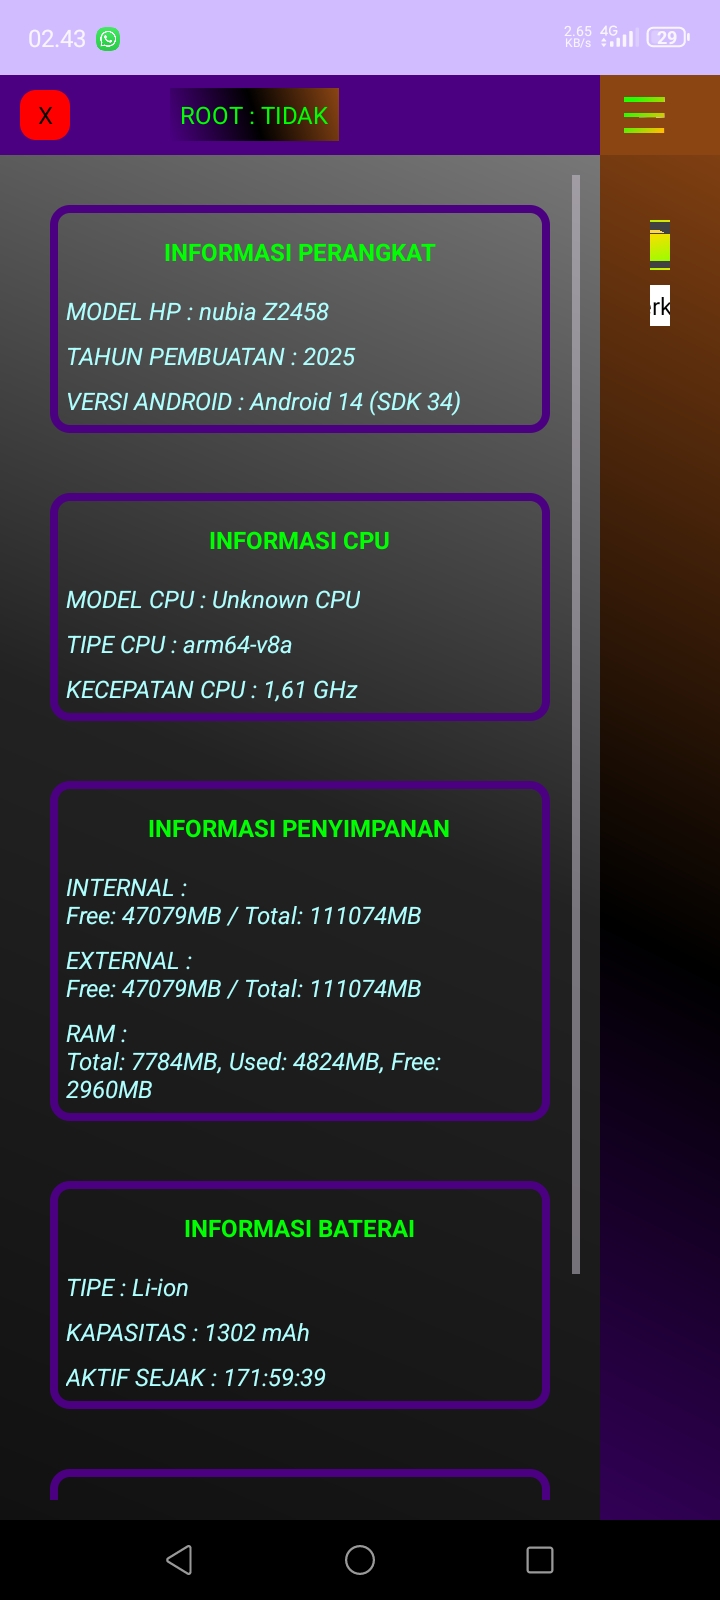 02.43
2.65
KB/s
4G
29
X
ROOT : TIDAK
INFORMASI PERANGKAT
MODEL HP : nubia Z2458
TAHUN PEMBUATAN : 2025
VERSI ANDROID : Android 14 (SDK 34)
rk
INFORMASI CPU
MODEL CPU : Unknown CPU
TIPE CPU : arm64-v8a
KECEPATAN CPU : 1,61 GHz
INFORMASI PENYIMPANAN
INTERNAL :
Free: 47079MB / Total: 111074MB
EXTERNAL :
Free: 47079MB / Total: 111074MB
RAM :
Total: 7784MB, Used: 4824MB, Free:
2960MB
INFORMASI BATERAI
TIPE : Li-ion
KAPASITAS : 1302 mAh
AKTIF SEJAK : 171:59:39